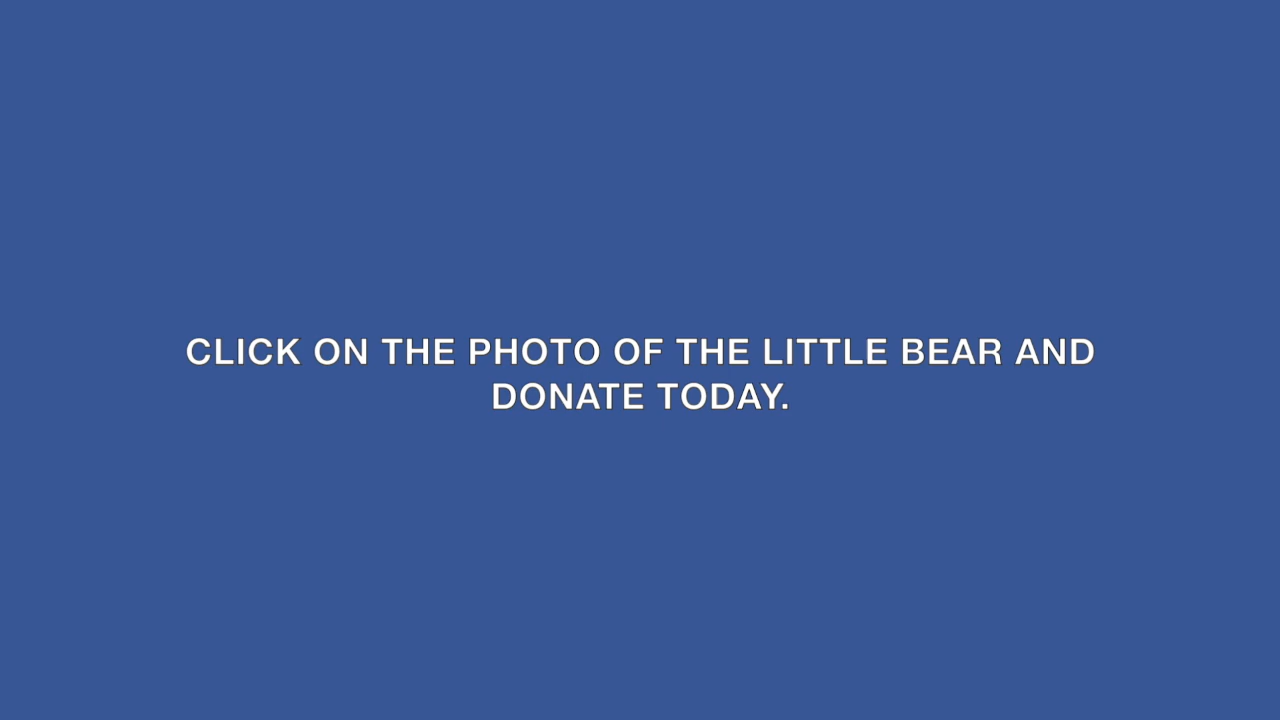 CLICK ON THE PHOTO OF THE LITTLE BEAR AND
DONATE TODAY.